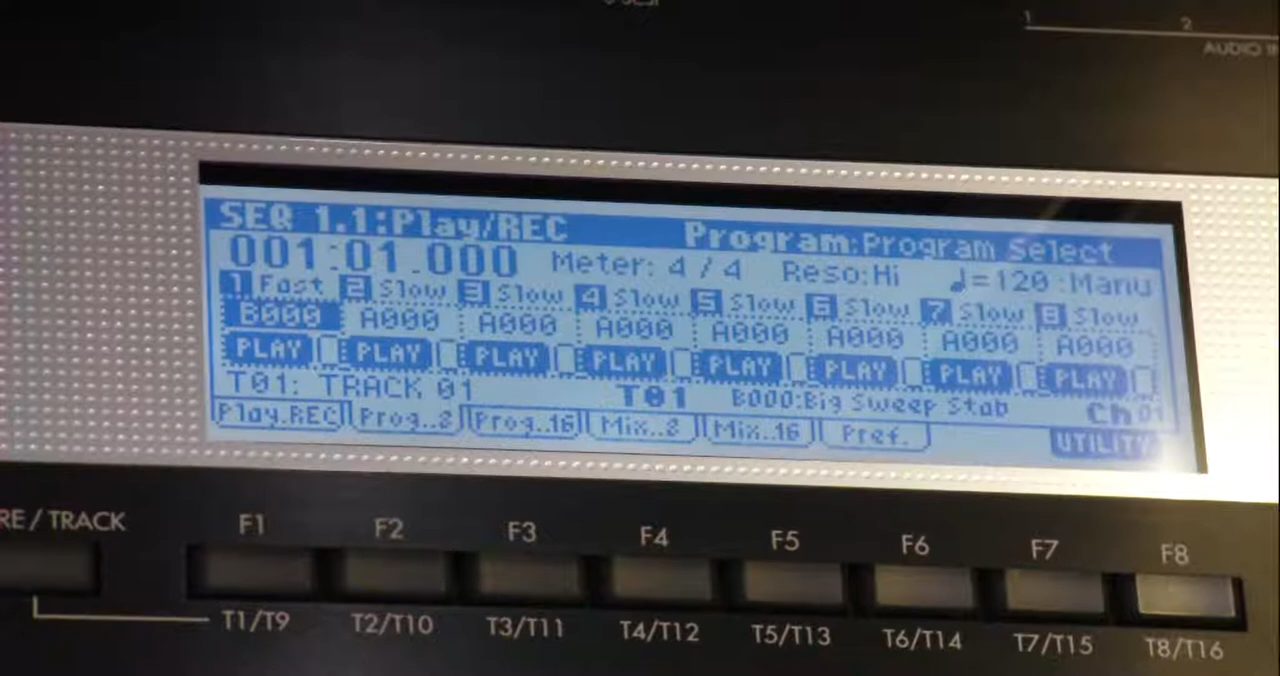 1 2
AUDIO IN
SEQ 1.1:Play/REC Program:Program Select
001:01.000 Meter: 4/4 Reso:Hi ♩=120 :Manu
1 Fast 2 Slow 3 Slow 4 Slow 5 Slow 6 Slow 7 Slow 8 Slow
B000 A000 A000 A000 A000 A000 A000 A000
PLAY PLAY PLAY PLAY PLAY PLAY PLAY PLAY
T01: TRACK 01 T01 B000:Big Sweep Stab Ch01
Play.REC Prog..8 Prog..16 Mix..8 Mix..16 Pref. UTILITY
RE / TRACK F1 F2 F3 F4 F5 F6 F7 F8
T1/T9 T2/T10 T3/T11 T4/T12 T5/T13 T6/T14 T7/T15 T8/T16